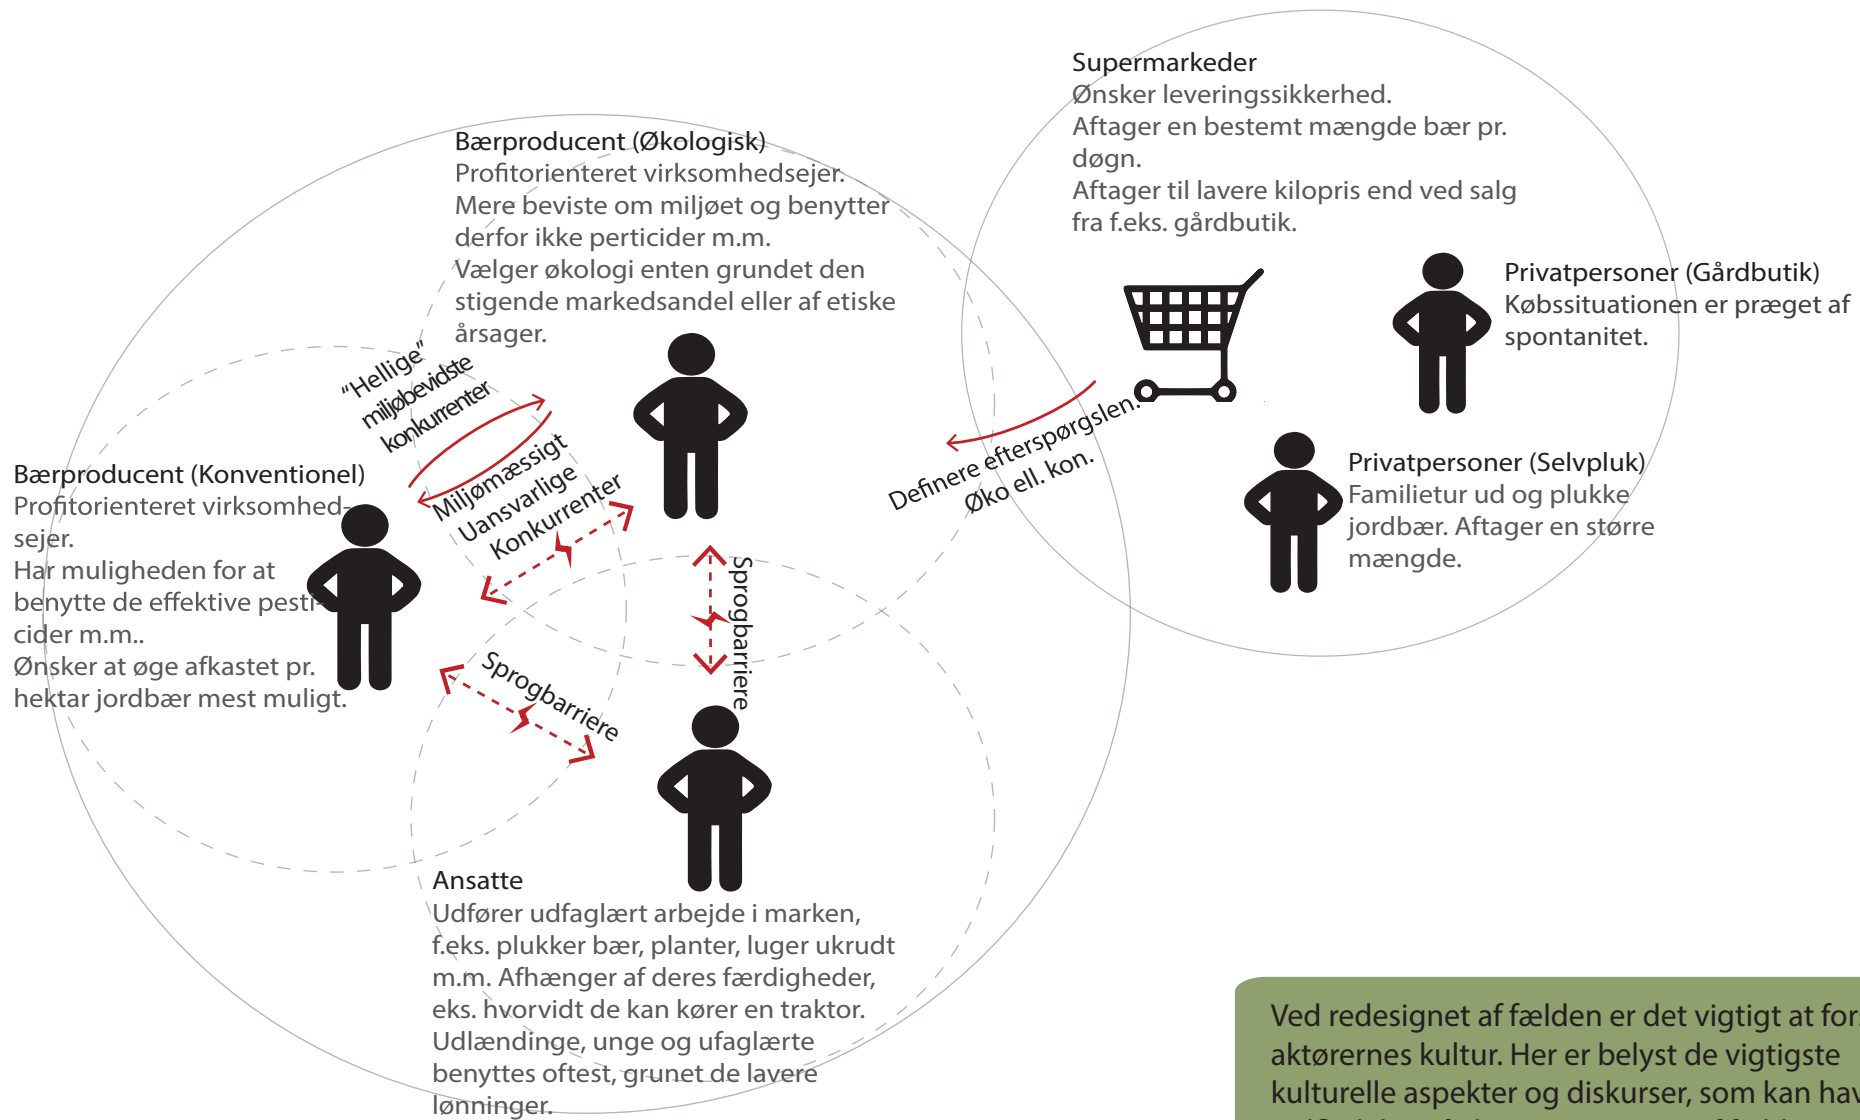 Supermarkeder
Ønsker leveringssikkerhed.
Aftager en bestemt mængde bær pr.
døgn.
Aftager til lavere kilopris end ved salg
fra f.eks. gårdbutik.
Bærproducent (Økologisk)
Profitorienteret virksomhedsejer.
Mere beviste om miljøet og benytter
derfor ikke perticider m.m.
Vælger økologi enten grundet den
stigende markedsandel eller af etiske
årsager.
Privatpersoner (Gårdbutik)
Købssituationen er præget af
spontanitet.
"Hellige"
miljøbevidste
konkurrenter
Miljømæssigt
Uansvarlige
Konkurrenter
Definere efterspørgslen.
Øko ell. kon.
Privatpersoner (Selvpluk)
Familietur ud og plukke
jordbær. Aftager en større
mængde.
Bærproducent (Konventionel)
Profitorienteret virksomhed-
sejer.
Har muligheden for at
benytte de effektive pesti-
cider m.m..
Ønsker at øge afkastet pr.
hektar jordbær mest muligt.
Sprogbarriere
Sprogbarriere
Ansatte
Udfører udfaglært arbejde i marken,
f.eks. plukker bær, planter, luger ukrudt
m.m. Afhænger af deres færdigheder,
eks. hvorvidt de kan kører en traktor.
Udlændinge, unge og ufaglærte
benyttes oftest, grunet de lavere
lønninger.
Ved redesignet af fælden er det vigtigt at
aktørernes kultur. Her er belyst de vigtigste
kulturelle aspekter og diskurser, som kan